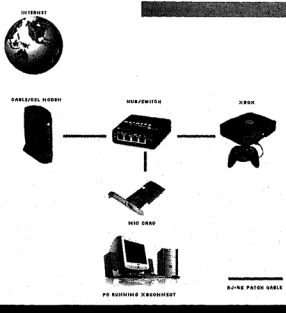 INTERNET
CABLE/DSL MODEM
HUB/SWITCH
XBOX
NIC CARD
PC RUNNING XBCONNECT
RJ-45 PATCH CABLE